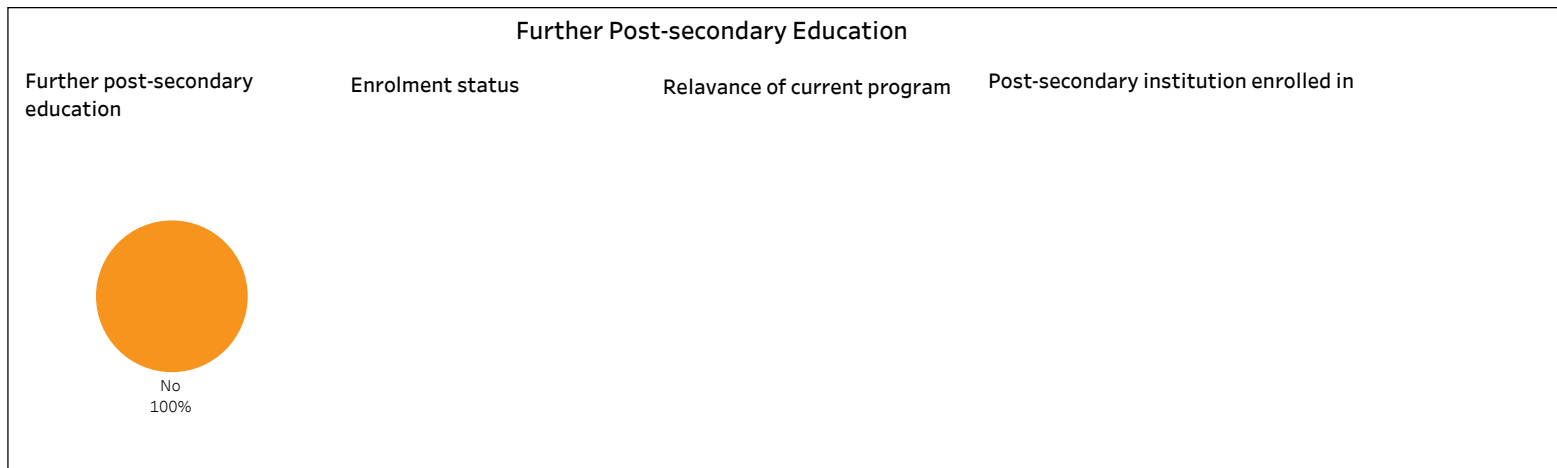 Further Post-secondary Education
Further post-secondary
education
Enrolment status
Relavance of current program
Post-secondary institution enrolled in
No
100%